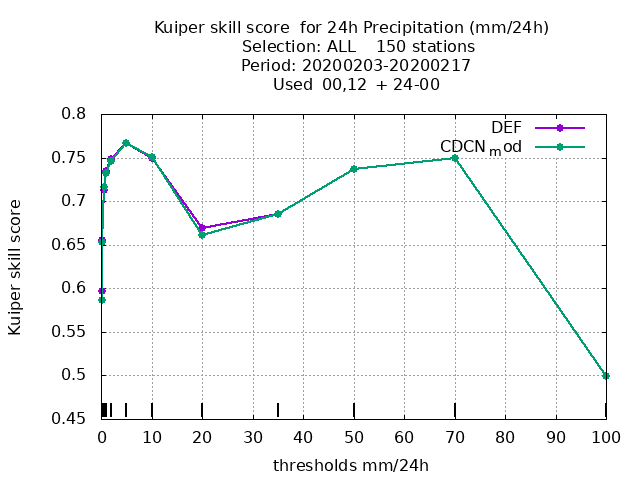 Kuiper skill score  for 24h Precipitation (mm/24h)
Selection: ALL    150 stations
Period: 20200203-20200217
Used  00,12  + 24-00
DEF
CDCN_mod
Kuiper skill score
0.8
0.75
0.7
0.65
0.6
0.55
0.5
0.45
0 10 20 30 40 50 60 70 80 90 100
thresholds mm/24h